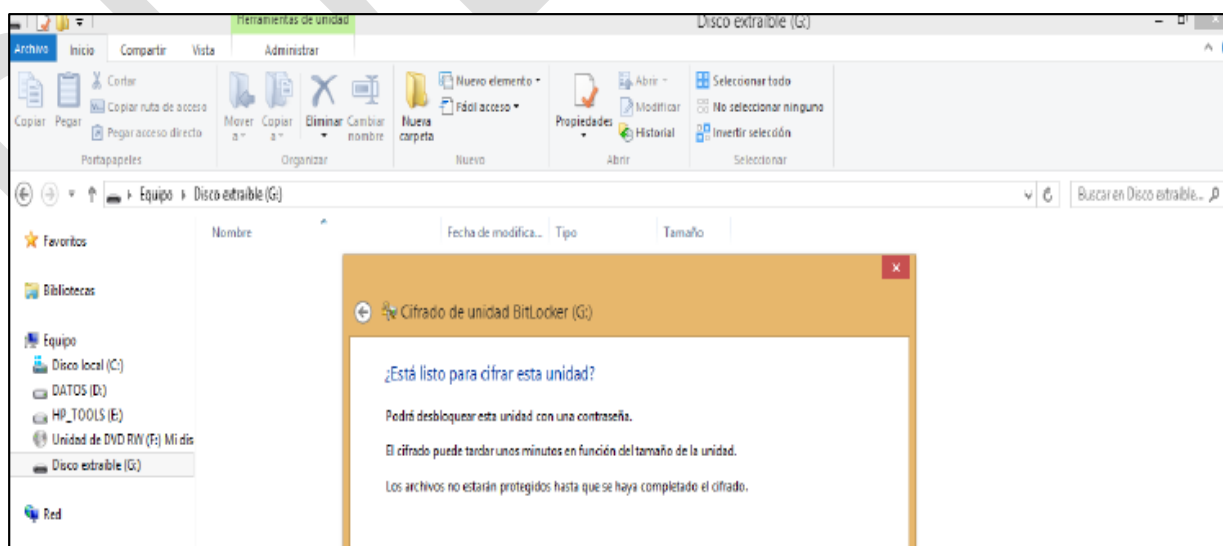 Herramientas de unidad
Disco extraíble (G:)
Archivo Inicio Compartir Vista Administrar
Copiar
Pegar
Cortar
Copiar ruta de acceso
Pegar acceso directo
Portapapeles
Mover a
Copiar a
Eliminar
Cambiar nombre
Organizar
Nueva carpeta
Nuevo elemento
Fácil acceso
Nuevo
Propiedades
Abrir
Modificar
Historial
Abrir
Seleccionar todo
No seleccionar ninguno
Invertir selección
Seleccionar
Equipo Disco extraíble (G:)
Buscar en Disco extraíble...
Nombre Fecha de modifica... Tipo Tamaño
Favoritos
Bibliotecas
Equipo
Disco local (C:)
DATOS (D:)
HP_TOOLS (E:)
Unidad de DVD RW (F:) Mi dis
Disco extraíble (G:)
Red
Cifrado de unidad BitLocker (G:)
¿Está listo para cifrar esta unidad?
Podrá desbloquear esta unidad con una contraseña.
El cifrado puede tardar unos minutos en función del tamaño de la unidad.
Los archivos no estarán protegidos hasta que se haya completado el cifrado.